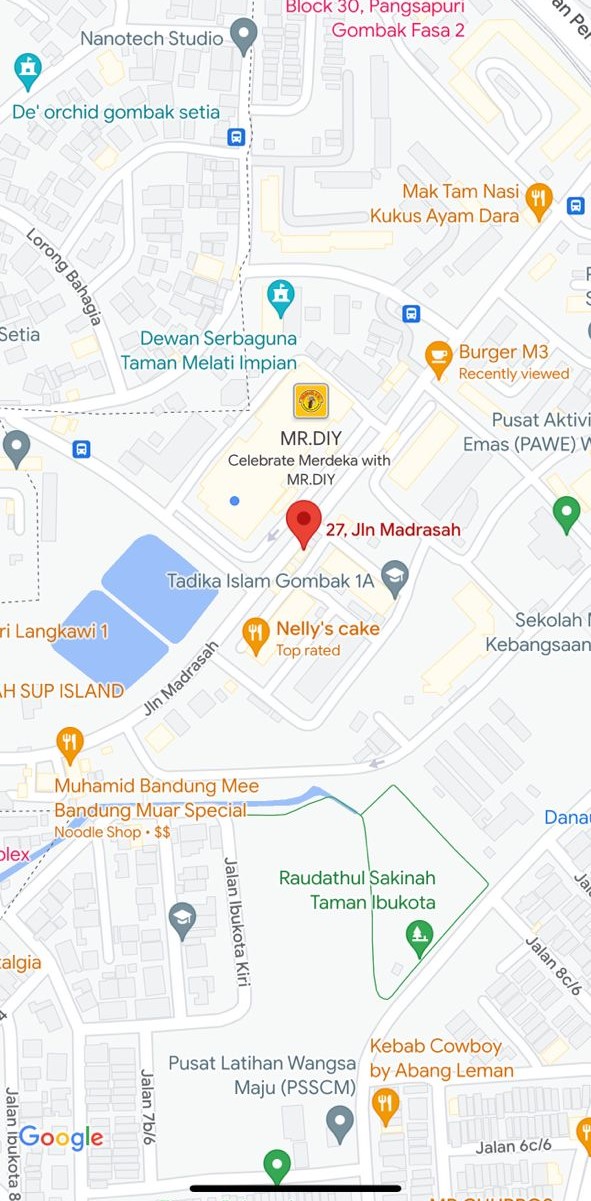 Block 30, Pangsapuri
Gombak Fasa 2
Nanotech Studio
De' orchid gombak setia
Mak Tam Nasi
Kukus Ayam Dara
Lorong Bahagia
Setia
Dewan Serbaguna
Taman Melati Impian
Burger M3
Recently viewed
MR.DIY
Celebrate Merdeka with
MR.DIY
Pusat Aktivi
Emas (PAWE) W
27, Jln Madrasah
Tadika Islam Gombak 1A
Nelly's cake
Top rated
Sekolah
Kebangsaan
ri Langkawi 1
AH SUP ISLAND
Jln Madrasah
Muhamid Bandung Mee
Bandung Muar Special
Noodle Shop • $$
Danau
plex
Raudathul Sakinah
Taman Ibukota
Jalan Ibukota Kiri
Jala
talgia
Jalan 8c/6
Kebab Cowboy
by Abang Leman
Pusat Latihan Wangsa
Maju (PSSCM)
Jalan 7b/6
Jalan Ibukota 8
Google
Jalan 6c/6